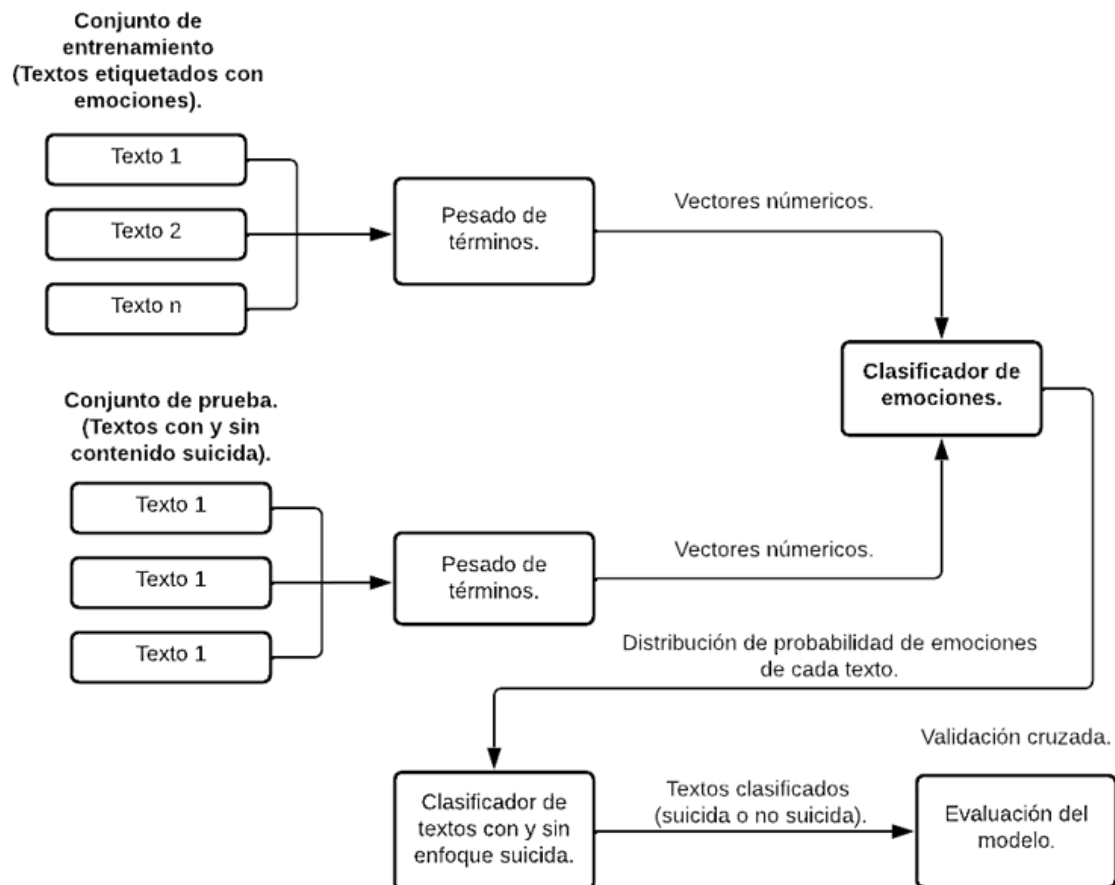 Conjunto de
entrenamiento
(Textos etiquetados con
emociones).
Texto 1
Texto 2
Texto n
Pesado de
términos.
Vectores númericos.
Clasificador de
emociones.
Conjunto de prueba.
(Textos con y sin
contenido suicida).
Texto 1
Texto 1
Texto 1
Pesado de
términos.
Vectores númericos.
Distribución de probabilidad de emociones
de cada texto.
Clasificador de
textos con y sin
enfoque suicida.
Textos clasificados
(suicida o no suicida).
Validación cruzada.
Evaluación del
modelo.